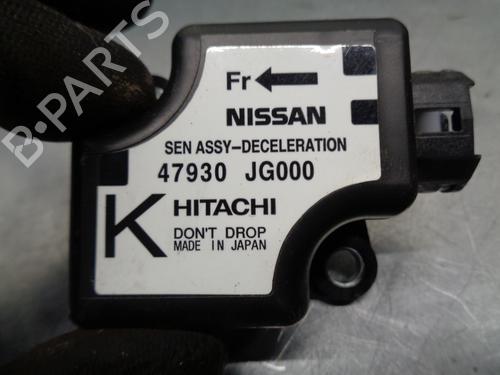 Fr
NISSAN
SEN ASSY-DECELERATION
47930 JG000
K HITACHI
DON'T DROP
MADE IN JAPAN
B-PARTS